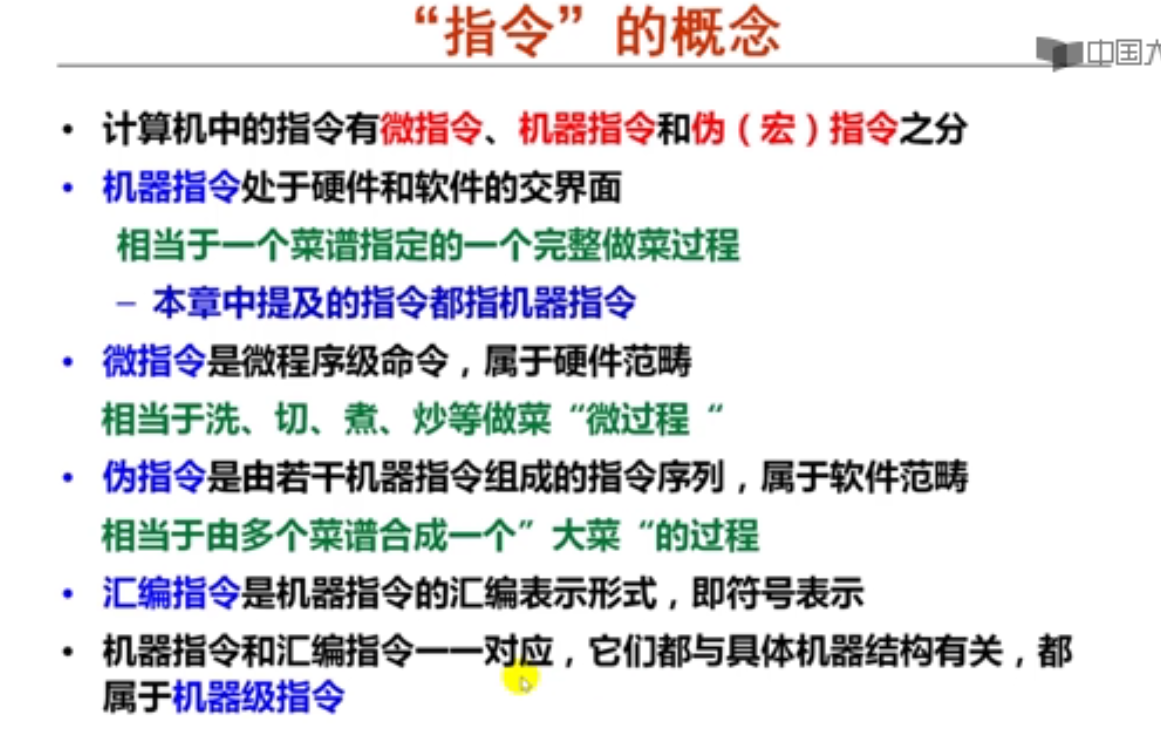 “指令”的概念
中国大
• 计算机中的指令有微指令、机器指令和伪（宏）指令之分
• 机器指令处于硬件和软件的交界面
相当于一个菜谱指定的一个完整做菜过程
– 本章中提及的指令都指机器指令
• 微指令是微程序级命令，属于硬件范畴
相当于洗、切、煮、炒等做菜“微过程“
• 伪指令是由若干机器指令组成的指令序列，属于软件范畴
相当于由多个菜谱合成一个”大菜“的过程
• 汇编指令是机器指令的汇编表示形式，即符号表示
• 机器指令和汇编指令一一对应，它们都与具体机器结构有关，都
属于机器级指令